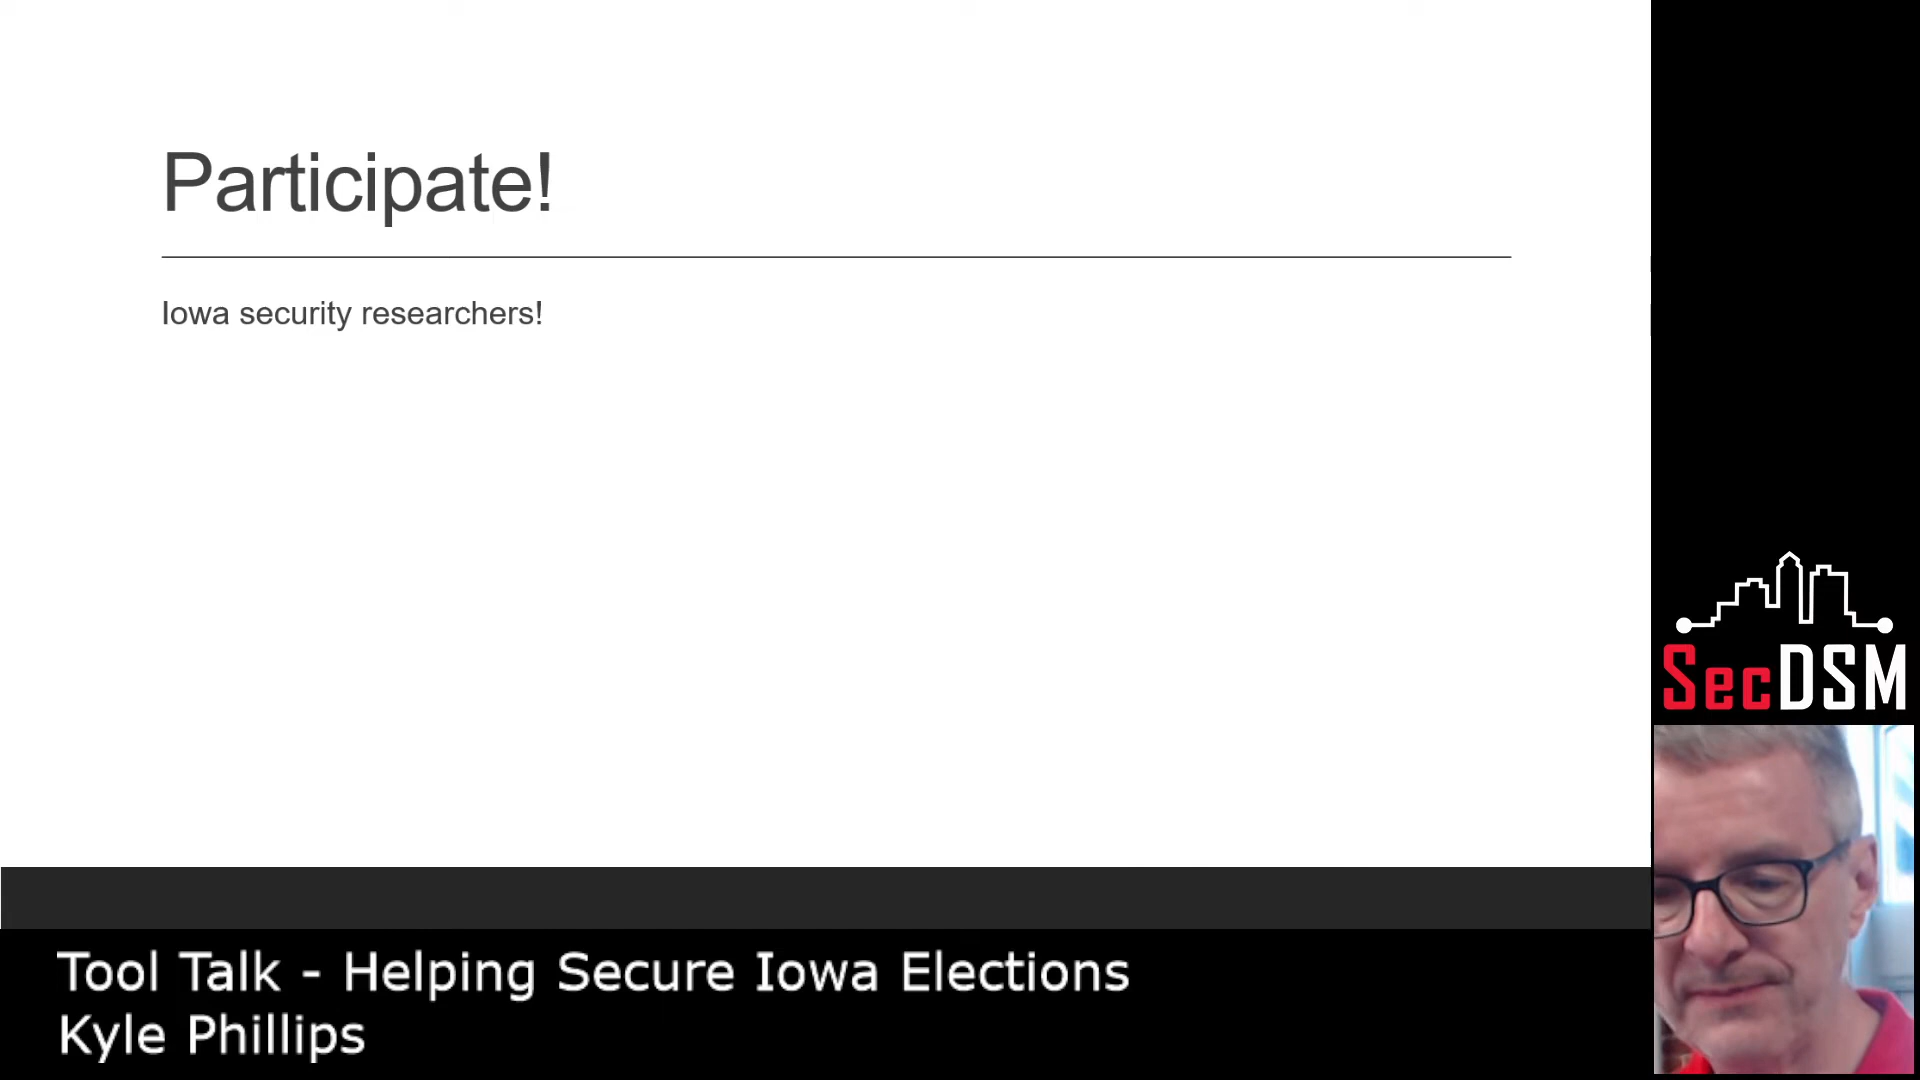 Participate!
Iowa security researchers!
SecDSM
Tool Talk - Helping Secure Iowa Elections
Kyle Phillips